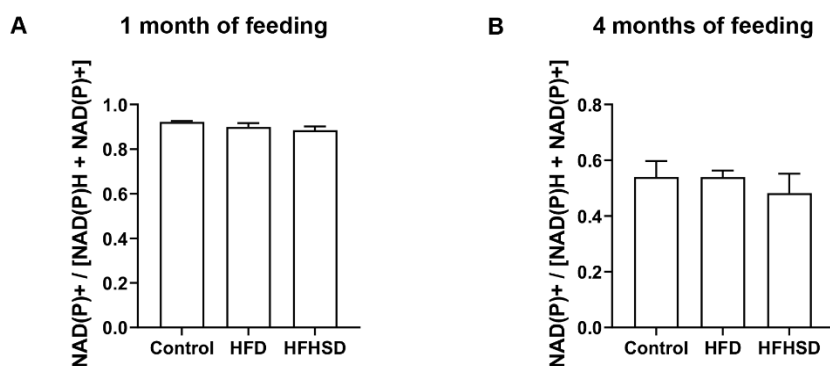 A
1 month of feeding
NAD(P)+ / [NAD(P)H + NAD(P)+]
1.0
0.8
0.6
0.4
0.2
0.0
Control HFD HFHSD
B
4 months of feeding
NAD(P)+ / [NAD(P)H + NAD(P)+]
0.8
0.6
0.4
0.2
0.0
Control HFD HFHSD